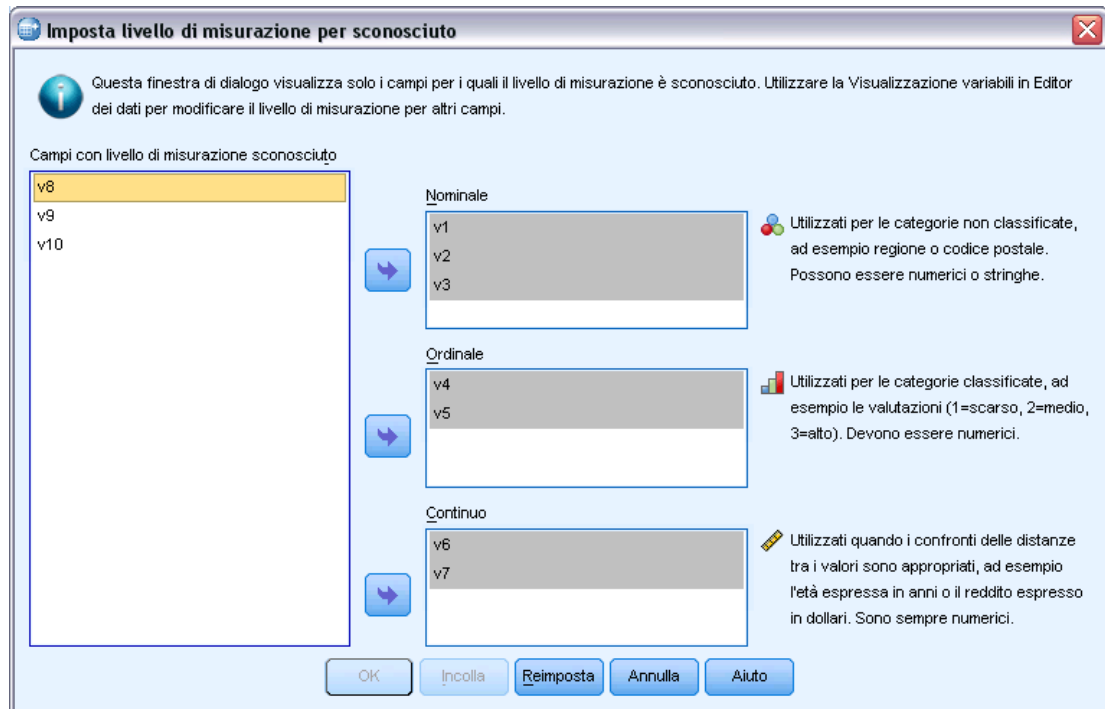 Imposta livello di misurazione per sconosciuto
Questa finestra di dialogo visualizza solo i campi per i quali il livello di misurazione è sconosciuto. Utilizzare la Visualizzazione variabili in Editor
dei dati per modificare il livello di misurazione per altri campi.
Campi con livello di misurazione sconosciuto
v8
v9
v10
Nominale
v1
v2
v3
Utilizzati per le categorie non classificate,
ad esempio regione o codice postale.
Possono essere numerici o stringhe.
Ordinale
v4
v5
Utilizzati per le categorie classificate, ad
esempio le valutazioni (1=scarso, 2=medio,
3=alto). Devono essere numerici.
Continuo
v6
v7
Utilizzati quando i confronti delle distanze
tra i valori sono appropriati, ad esempio
l'età espressa in anni o il reddito espresso
in dollari. Sono sempre numerici.
OK Incolla Reimposta Annulla Aiuto